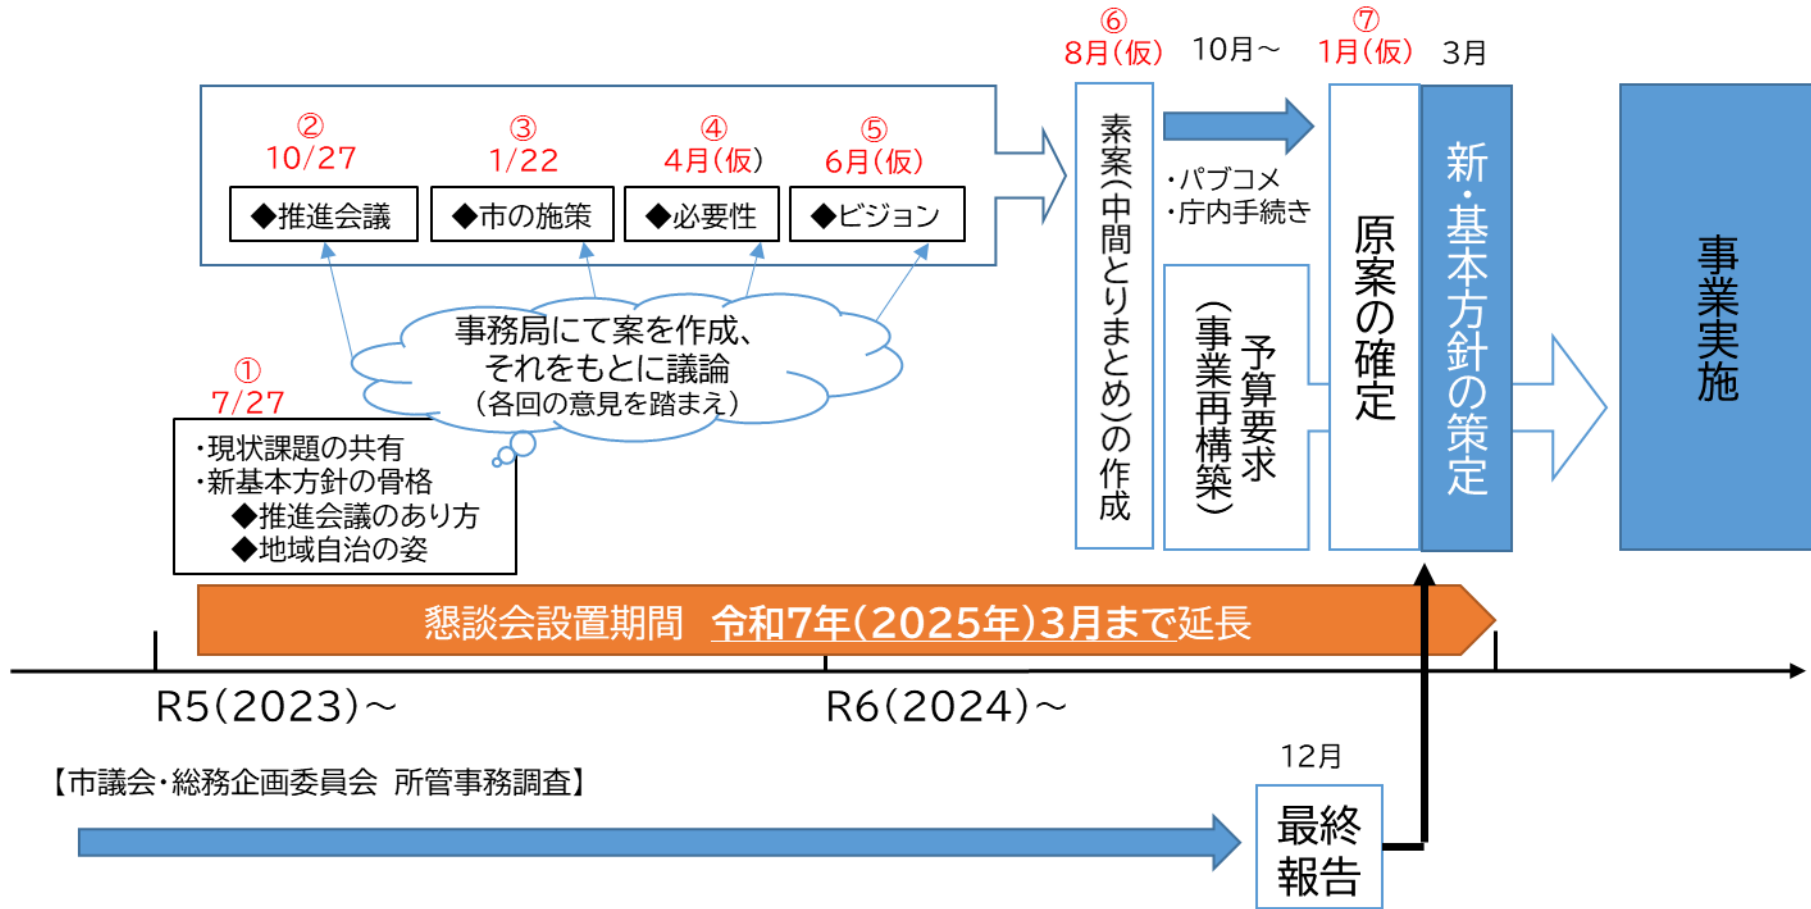 ⑥
8月(仮)
10月～
⑦
1月(仮)
3月
②
10/27
③
1/22
④
4月(仮)
⑤
6月(仮)
◆推進会議
◆市の施策
◆必要性
◆ビジョン
素案(中間とりまとめ)の作成
・パブコメ
・庁内手続き
予算要求
(事業再構築)
原案の確定
新・基本方針の策定
事業実施
事務局にて案を作成、
それをもとに議論
(各回の意見を踏まえ)
①
7/27
・現状課題の共有
・新基本方針の骨格
◆推進会議のあり方
◆地域自治の姿
懇談会設置期間 令和7年(2025年)3月まで延長
R5(2023)～
R6(2024)～
【市議会・総務企画委員会 所管事務調査】
12月
最終
報告